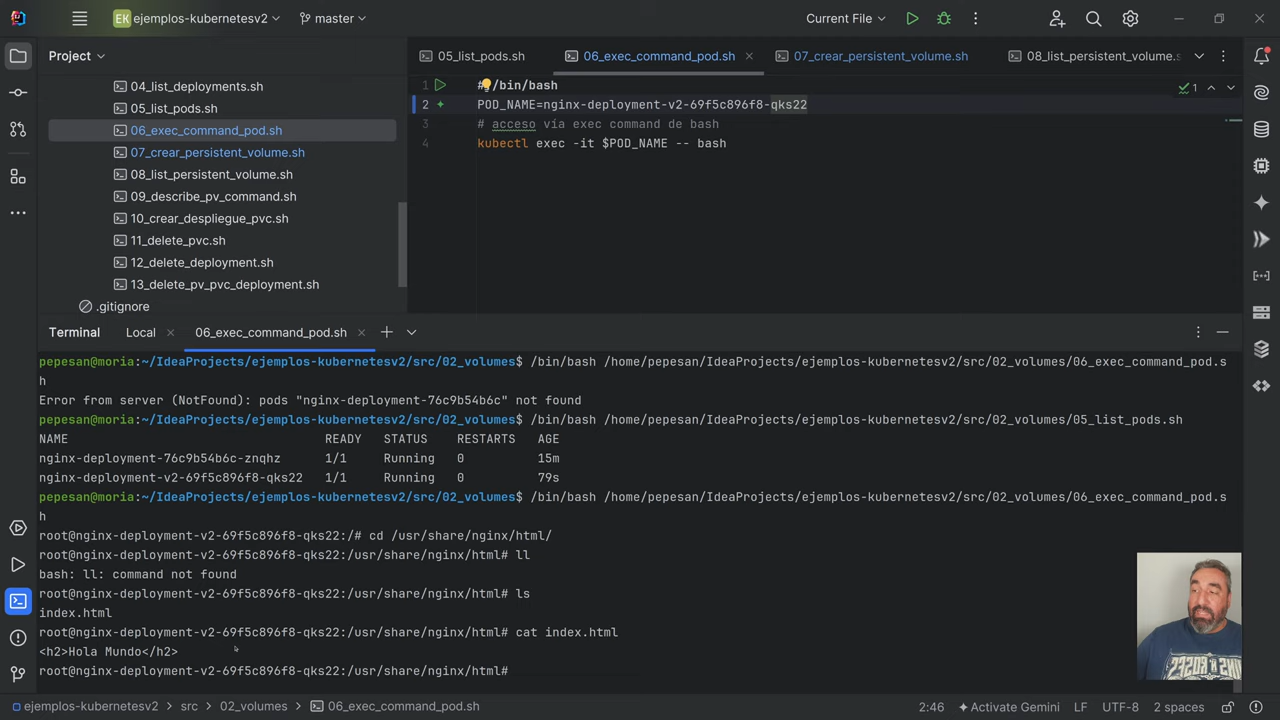 EK ejemplos-kubernetesv2 master Current File
Project
04_list_deployments.sh
05_list_pods.sh
06_exec_command_pod.sh
07_crear_persistent_volume.sh
08_list_persistent_volume.sh
09_describe_pv_command.sh
10_crear_despliegue_pvc.sh
11_delete_pvc.sh
12_delete_deployment.sh
13_delete_pv_pvc_deployment.sh
.gitignore
05_list_pods.sh 06_exec_command_pod.sh 07_crear_persistent_volume.sh 08_list_persistent_volume.s
1 #!/bin/bash
2 POD_NAME=nginx-deployment-v2-69f5c896f8-qks22
3 # acceso via exec command de bash
4 kubectl exec -it $POD_NAME -- bash
1
Terminal Local 06_exec_command_pod.sh
pepesan@moria:~/IdeaProjects/ejemplos-kubernetesv2/src/02_volumes$ /bin/bash /home/pepesan/IdeaProjects/ejemplos-kubernetesv2/src/02_volumes/06_exec_command_pod.s
h
Error from server (NotFound): pods "nginx-deployment-76c9b54b6c" not found
pepesan@moria:~/IdeaProjects/ejemplos-kubernetesv2/src/02_volumes$ /bin/bash /home/pepesan/IdeaProjects/ejemplos-kubernetesv2/src/02_volumes/05_list_pods.sh
NAME READY STATUS RESTARTS AGE
nginx-deployment-76c9b54b6c-znqhz 1/1 Running 0 15m
nginx-deployment-v2-69f5c896f8-qks22 1/1 Running 0 79s
pepesan@moria:~/IdeaProjects/ejemplos-kubernetesv2/src/02_volumes$ /bin/bash /home/pepesan/IdeaProjects/ejemplos-kubernetesv2/src/02_volumes/06_exec_command_pod.s
h
root@nginx-deployment-v2-69f5c896f8-qks22:/# cd /usr/share/nginx/html/
root@nginx-deployment-v2-69f5c896f8-qks22:/usr/share/nginx/html# ll
bash: ll: command not found
root@nginx-deployment-v2-69f5c896f8-qks22:/usr/share/nginx/html# ls
index.html
root@nginx-deployment-v2-69f5c896f8-qks22:/usr/share/nginx/html# cat index.html
<h2>Hola Mundo</h2>
root@nginx-deployment-v2-69f5c896f8-qks22:/usr/share/nginx/html#
ejemplos-kubernetesv2 src 02_volumes 06_exec_command_pod.sh 2:46 Activate Gemini LF UTF-8 2 spaces